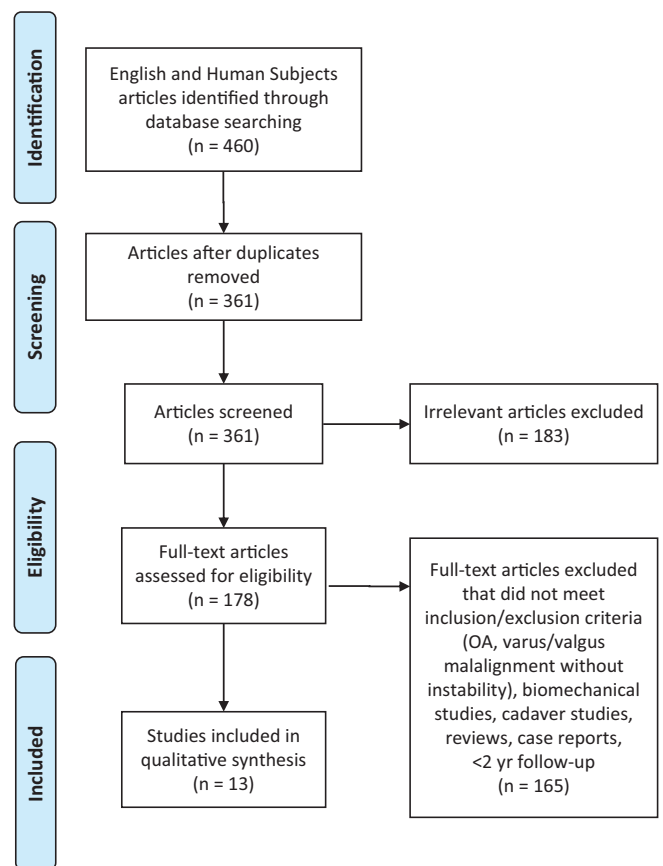 Identification
English and Human Subjects
articles identified through
database searching
(n = 460)
Screening
Articles after duplicates
removed
(n = 361)
Articles screened
(n = 361)
Irrelevant articles excluded
(n = 183)
Eligibility
Full-text articles
assessed for eligibility
(n = 178)
Full-text articles excluded
that did not meet
inclusion/exclusion criteria
(OA, varus/valgus
malalignment without
instability), biomechanical
studies, cadaver studies,
reviews, case reports,
<2 yr follow-up
(n = 165)
Included
Studies included in
qualitative synthesis
(n = 13)